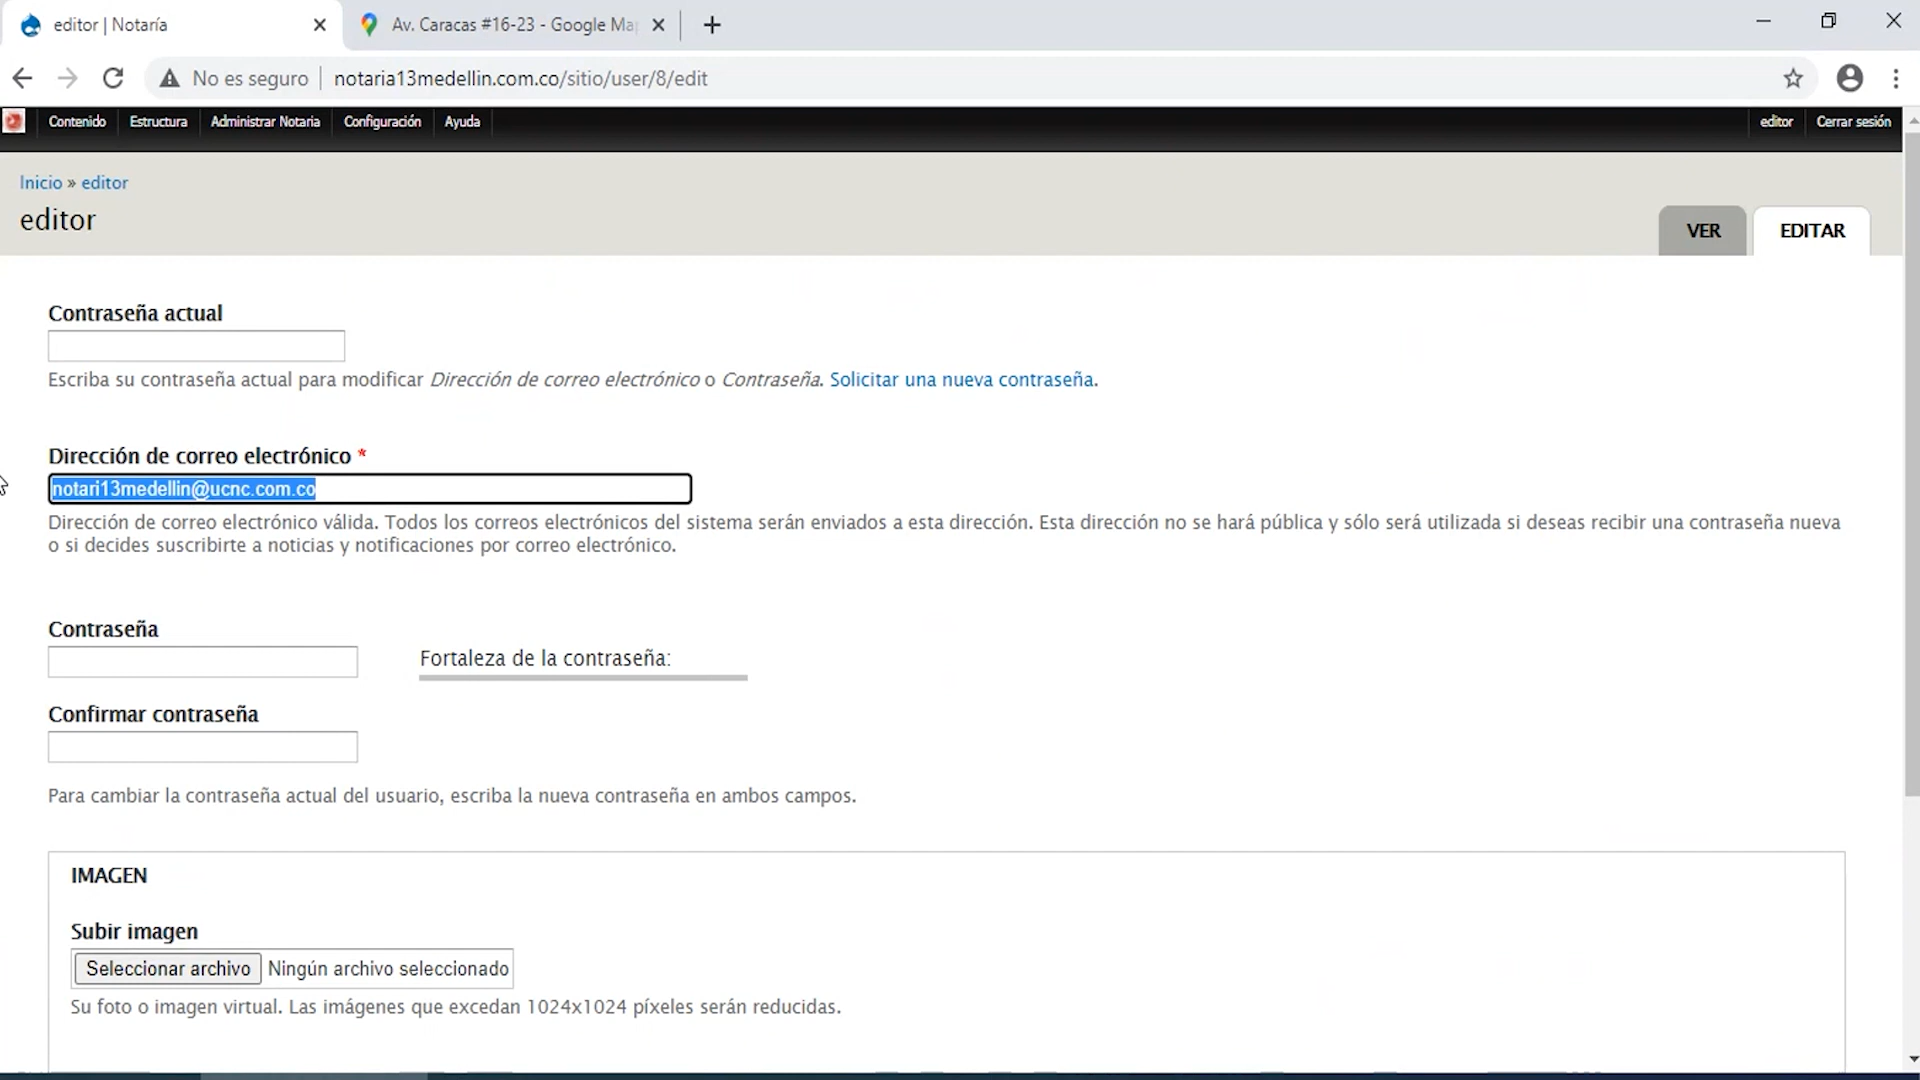 editor | Notaría
Av. Caracas #16-23 - Google Ma
No es seguro
notaria13medellin.com.co/sitio/user/8/edit
Contenido
Estructura
Administrar Notaria
Configuración
Ayuda
editor
Cerrar sesión
Inicio » editor
editor
VER
EDITAR
Contraseña actual
Escriba su contraseña actual para modificar Dirección de correo electrónico o Contraseña. Solicitar una nueva contraseña.
Dirección de correo electrónico *
notari13medellin@ucnc.com.co
Dirección de correo electrónico válida. Todos los correos electrónicos del sistema serán enviados a esta dirección. Esta dirección no se hará pública y sólo será utilizada si deseas recibir una contraseña nueva
o si decides suscribirte a noticias y notificaciones por correo electrónico.
Contraseña
Fortaleza de la contraseña:
Confirmar contraseña
Para cambiar la contraseña actual del usuario, escriba la nueva contraseña en ambos campos.
IMAGEN
Subir imagen
Seleccionar archivo Ningún archivo seleccionado
Su foto o imagen virtual. Las imágenes que excedan 1024x1024 píxeles serán reducidas.